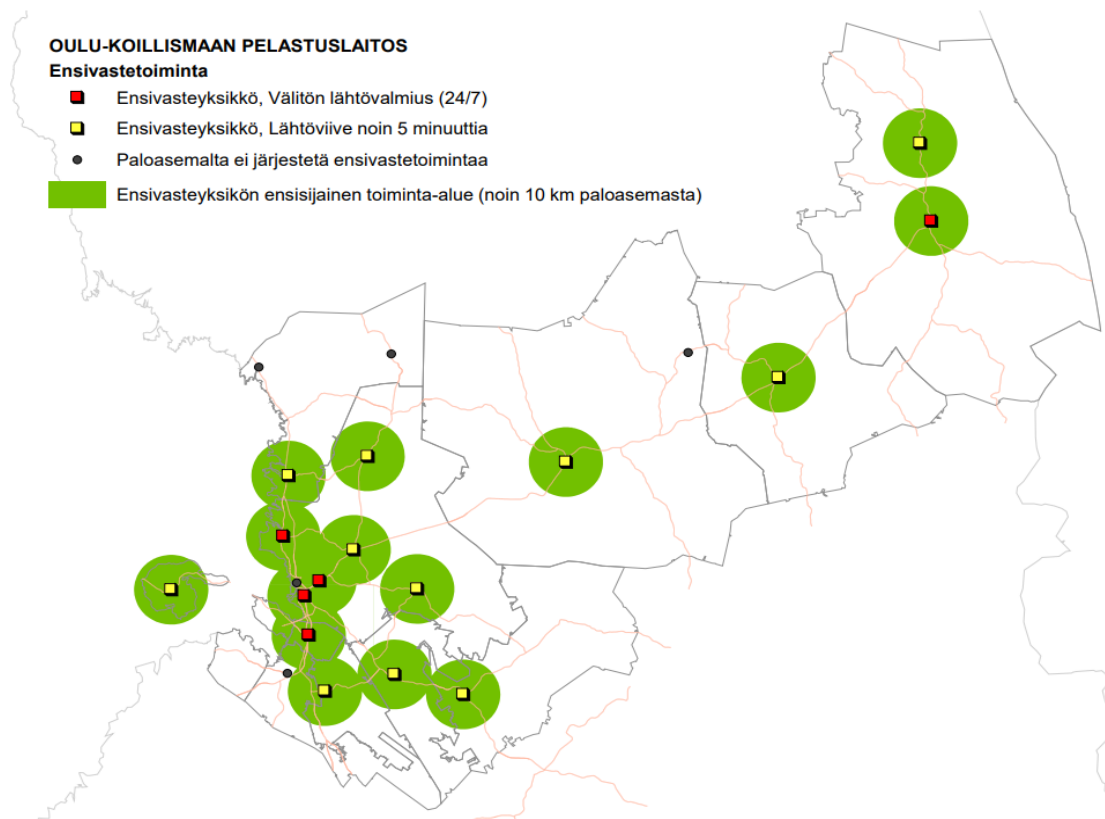 OULU-KOILLISMAAN PELASTUSLAITOS
Ensivastetoiminta
Ensivasteyksikkö, Välitön lähtövalmius (24/7)
Ensivasteyksikkö, Lähtöviive noin 5 minuuttia
Paloasemalta ei järjestetä ensivastetoimintaa
Ensivasteyksikön ensisijainen toiminta-alue (noin 10 km paloasemasta)